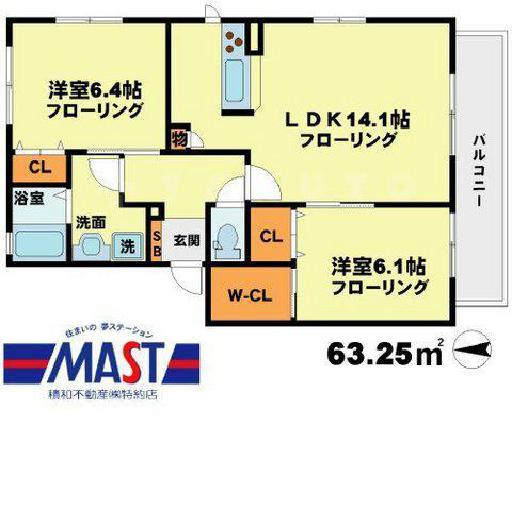 洋室6.4帖
フローリング
LDK14.1帖
フローリング
物
CL
浴室
洗面
洗
SB
玄関
CL
洋室6.1帖
フローリング
W-CL
バルコニー
63.25m²
住まいの 夢ステーション
MAST
積和不動産㈱特約店